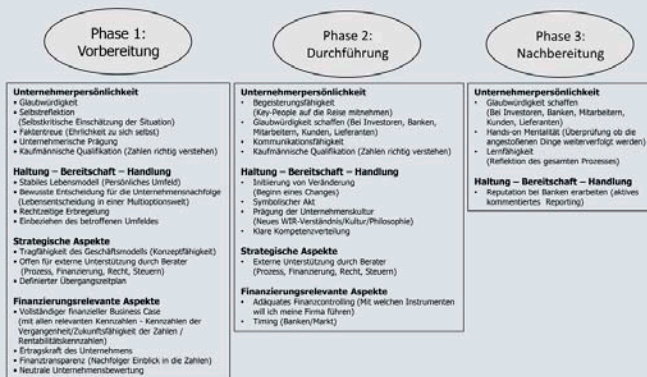 Phase 1:
Vorbereitung
Unternehmerpersönlichkeit
• Glaubwürdigkeit
• Selbstreflektion
(Selbstkritische Einschätzung der Situation)
• Faktentreue (Ehrlichkeit zu sich selbst)
• Unternehmerische Prägung
• Kaufmännische Qualifikation (Zahlen richtig verstehen)
Haltung – Bereitschaft – Handlung
• Stabiles Lebensmodell (Persönliches Umfeld)
• Bewusste Entscheidung für die Unternehmensnachfolge
(Lebensentscheidung in einer Multioptionswelt)
• Rechtzeitige Erbregelung
• Einbeziehen des betroffenen Umfeldes
Strategische Aspekte
• Tragfähigkeit des Geschäftsmodells (Konzeptfähigkeit)
• Offen für externe Unterstützung durch Berater
(Prozess, Finanzierung, Recht, Steuern)
• Definierter Übergangszeitplan
Finanzierungsrelevante Aspekte
• Vollständiger finanzieller Business Case
(mit allen relevanten Kennzahlen - Kennzahlen der
Vergangenheit/Zukunftsfähigkeit der Zahlen /
Rentabilitätskennzahlen)
• Ertragskraft des Unternehmens
• Finanztransparenz (Nachfolger Einblick in die Zahlen)
• Neutrale Unternehmensbewertung
Phase 2:
Durchführung
Unternehmerpersönlichkeit
• Begeisterungsfähigkeit
(Key-People auf die Reise mitnehmen)
• Glaubwürdigkeit schaffen (Bei Investoren, Banken,
Mitarbeitern, Kunden, Lieferanten)
• Kommunikationsfähigkeit
• Kaufmännische Qualifikation (Zahlen richtig verstehen)
Haltung – Bereitschaft – Handlung
• Initiierung von Veränderung
(Beginn eines Changes)
• Symbolischer Akt
• Prägung der Unternehmenskultur
(Neues WIR-Verständnis/Kultur/Philosophie)
• Klare Kompetenzverteilung
Strategische Aspekte
• Externe Unterstützung durch Berater
(Prozess, Finanzierung, Recht, Steuern)
Finanzierungsrelevante Aspekte
• Adäquates Finanzcontrolling (Mit welchen Instrumenten
will ich meine Firma führen)
• Timing (Banken/Markt)
Phase 3:
Nachbereitung
Unternehmerpersönlichkeit
• Glaubwürdigkeit schaffen
(Bei Investoren, Banken, Mitarbeitern,
Kunden, Lieferanten)
• Hands-on Mentalität (Überprüfung ob die
angestoßenen Dinge weiterverfolgt werden)
• Lernfähigkeit
(Reflektion des gesamten Prozesses)
Haltung – Bereitschaft – Handlung
• Reputation bei Banken erarbeiten (aktives
kommentiertes Reporting)